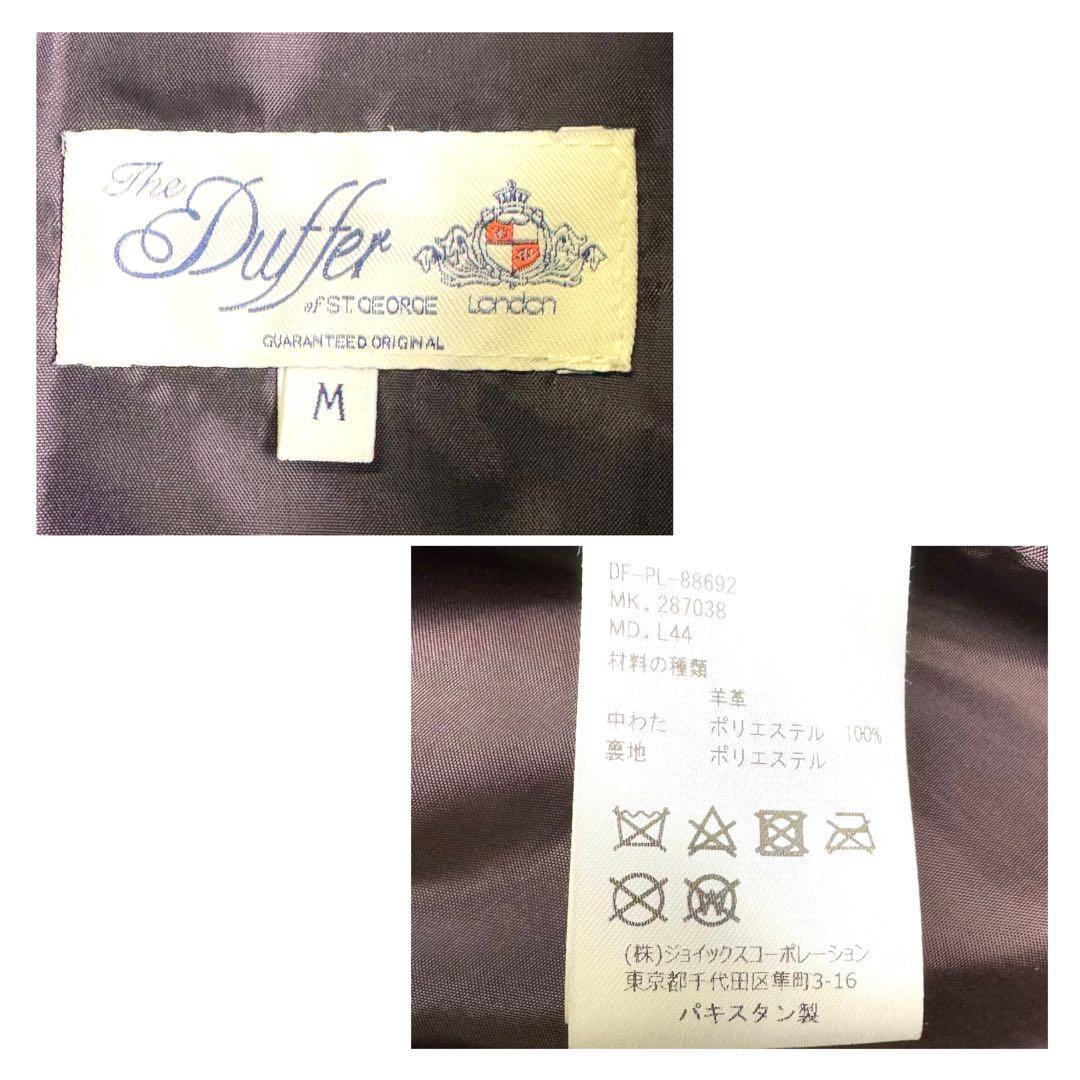 The
Duffer
of ST. GEORGE London
GUARANTEED ORIGINAL
M
DF-PL-88692
MK. 287038
MD. L44
材料の種類
羊革
中わた ポリエステル 100%
裏地 ポリエステル
W
(株)ジョイックスコーポレーション
東京都千代田区隼町3-16
パキスタン製